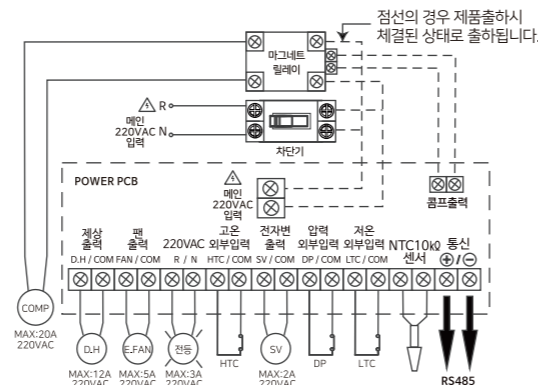 점선의 경우 제품출하시
체결된 상태로 출하됩니다.
마그네트
릴레이
R
메인
220VAC N
입력
차단기
POWER PCB
메인
220VAC
입력
콤프출력
제상
출력
팬
출력
220VAC
고온
외부입력
전자변
출력
압력
외부입력
저온
외부입력
NTC10kΩ
센서
통신
D.H / COM
FAN / COM
R / N
HTC / COM
SV / COM
DP / COM
LTC / COM
⊕/⊖
COMP
MAX:20A
220VAC
D.H
MAX:12A
220VAC
E.FAN
MAX:5A
220VAC
전등
MAX:3A
220VAC
HTC
SV
MAX:2A
220VAC
DP
LTC
RS485